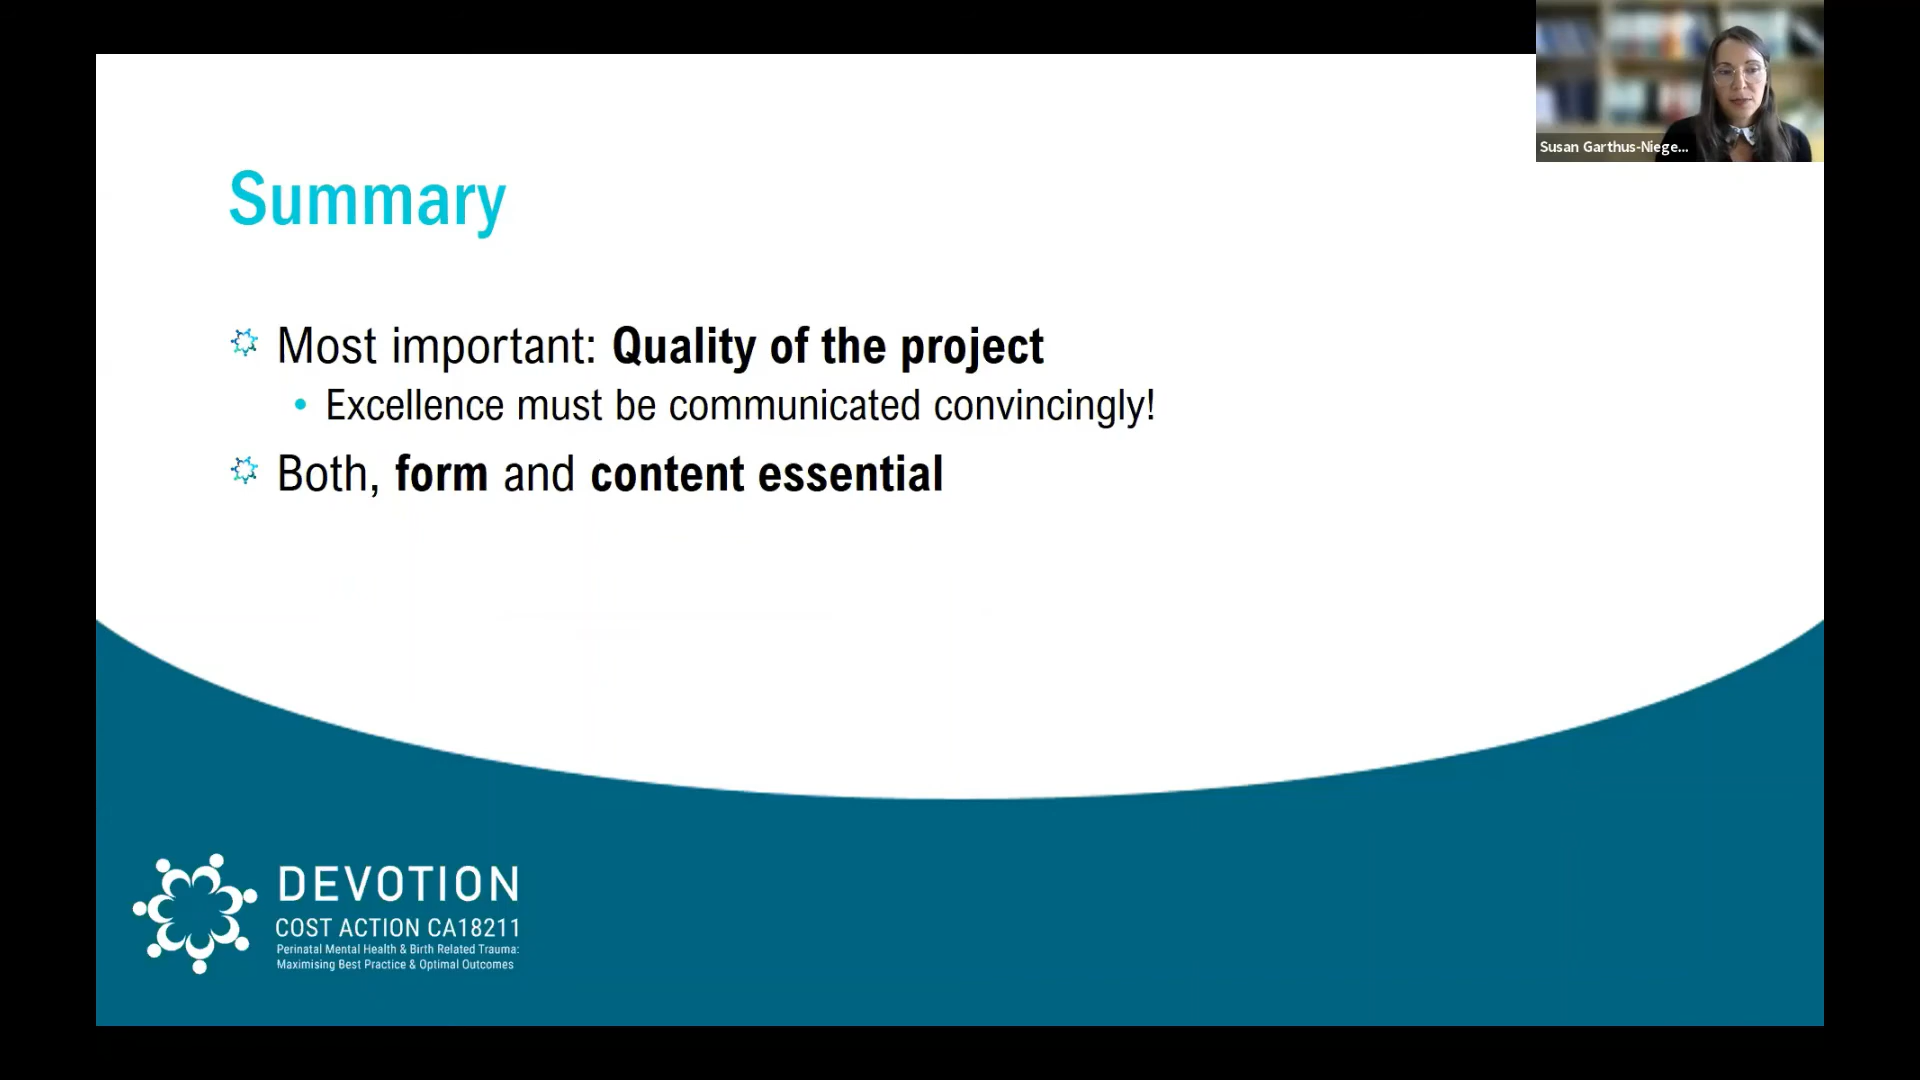 Susan Garthus-Niege...
Summary
Most important: Quality of the project
• Excellence must be communicated convincingly!
Both, form and content essential
DEVOTION
COST ACTION CA18211
Perinatal Mental Health & Birth Related Trauma:
Maximising Best Practice & Optimal Outcomes